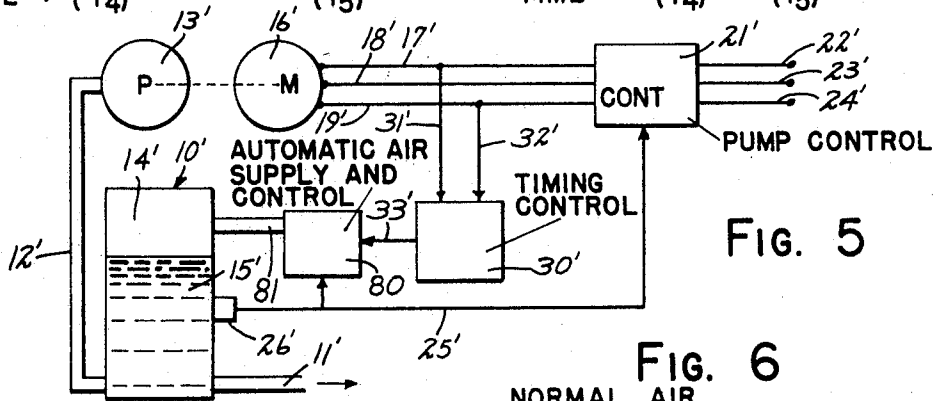 (14) (15) (14) (15)
13'
16'
18' 17'
21'
22'
P
M
23'
CONT
24'
19'
31'
32'
PUMP CONTROL
10'
14'
AUTOMATIC AIR
SUPPLY AND
CONTROL
TIMING
CONTROL
33'
FIG. 5
12'
15'
81
80
30'
26'
25'
11'
FIG. 6
NORMAL AIR